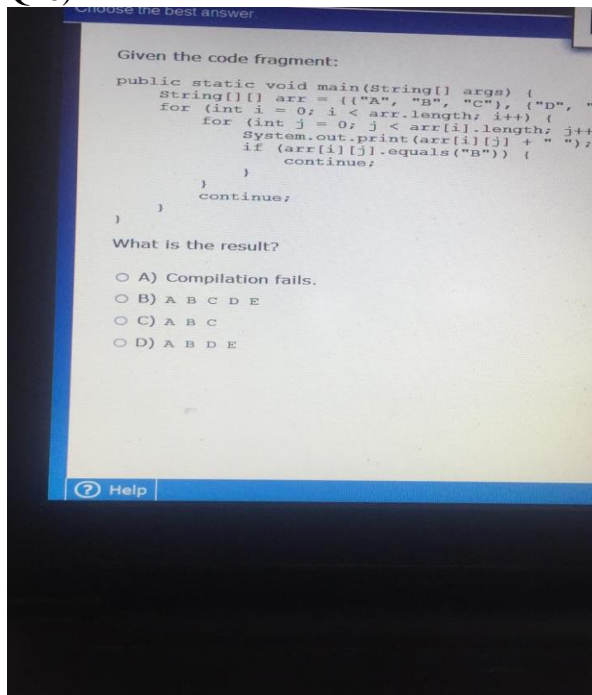 Choose the best answer.
Given the code fragment:
public static void main(String[] args) {
String[][] arr = {{"A", "B", "C"}, {"D", "
for (int i = 0; i < arr.length; i++) {
for (int j = 0; j < arr[i].length; j++
System.out.print(arr[i][j] + " ");
if (arr[i][j].equals("B")) {
continue;
}
}
continue;
}
}
What is the result?
A) Compilation fails.
B) A B C D E
C) A B C
D) A B D E
? Help